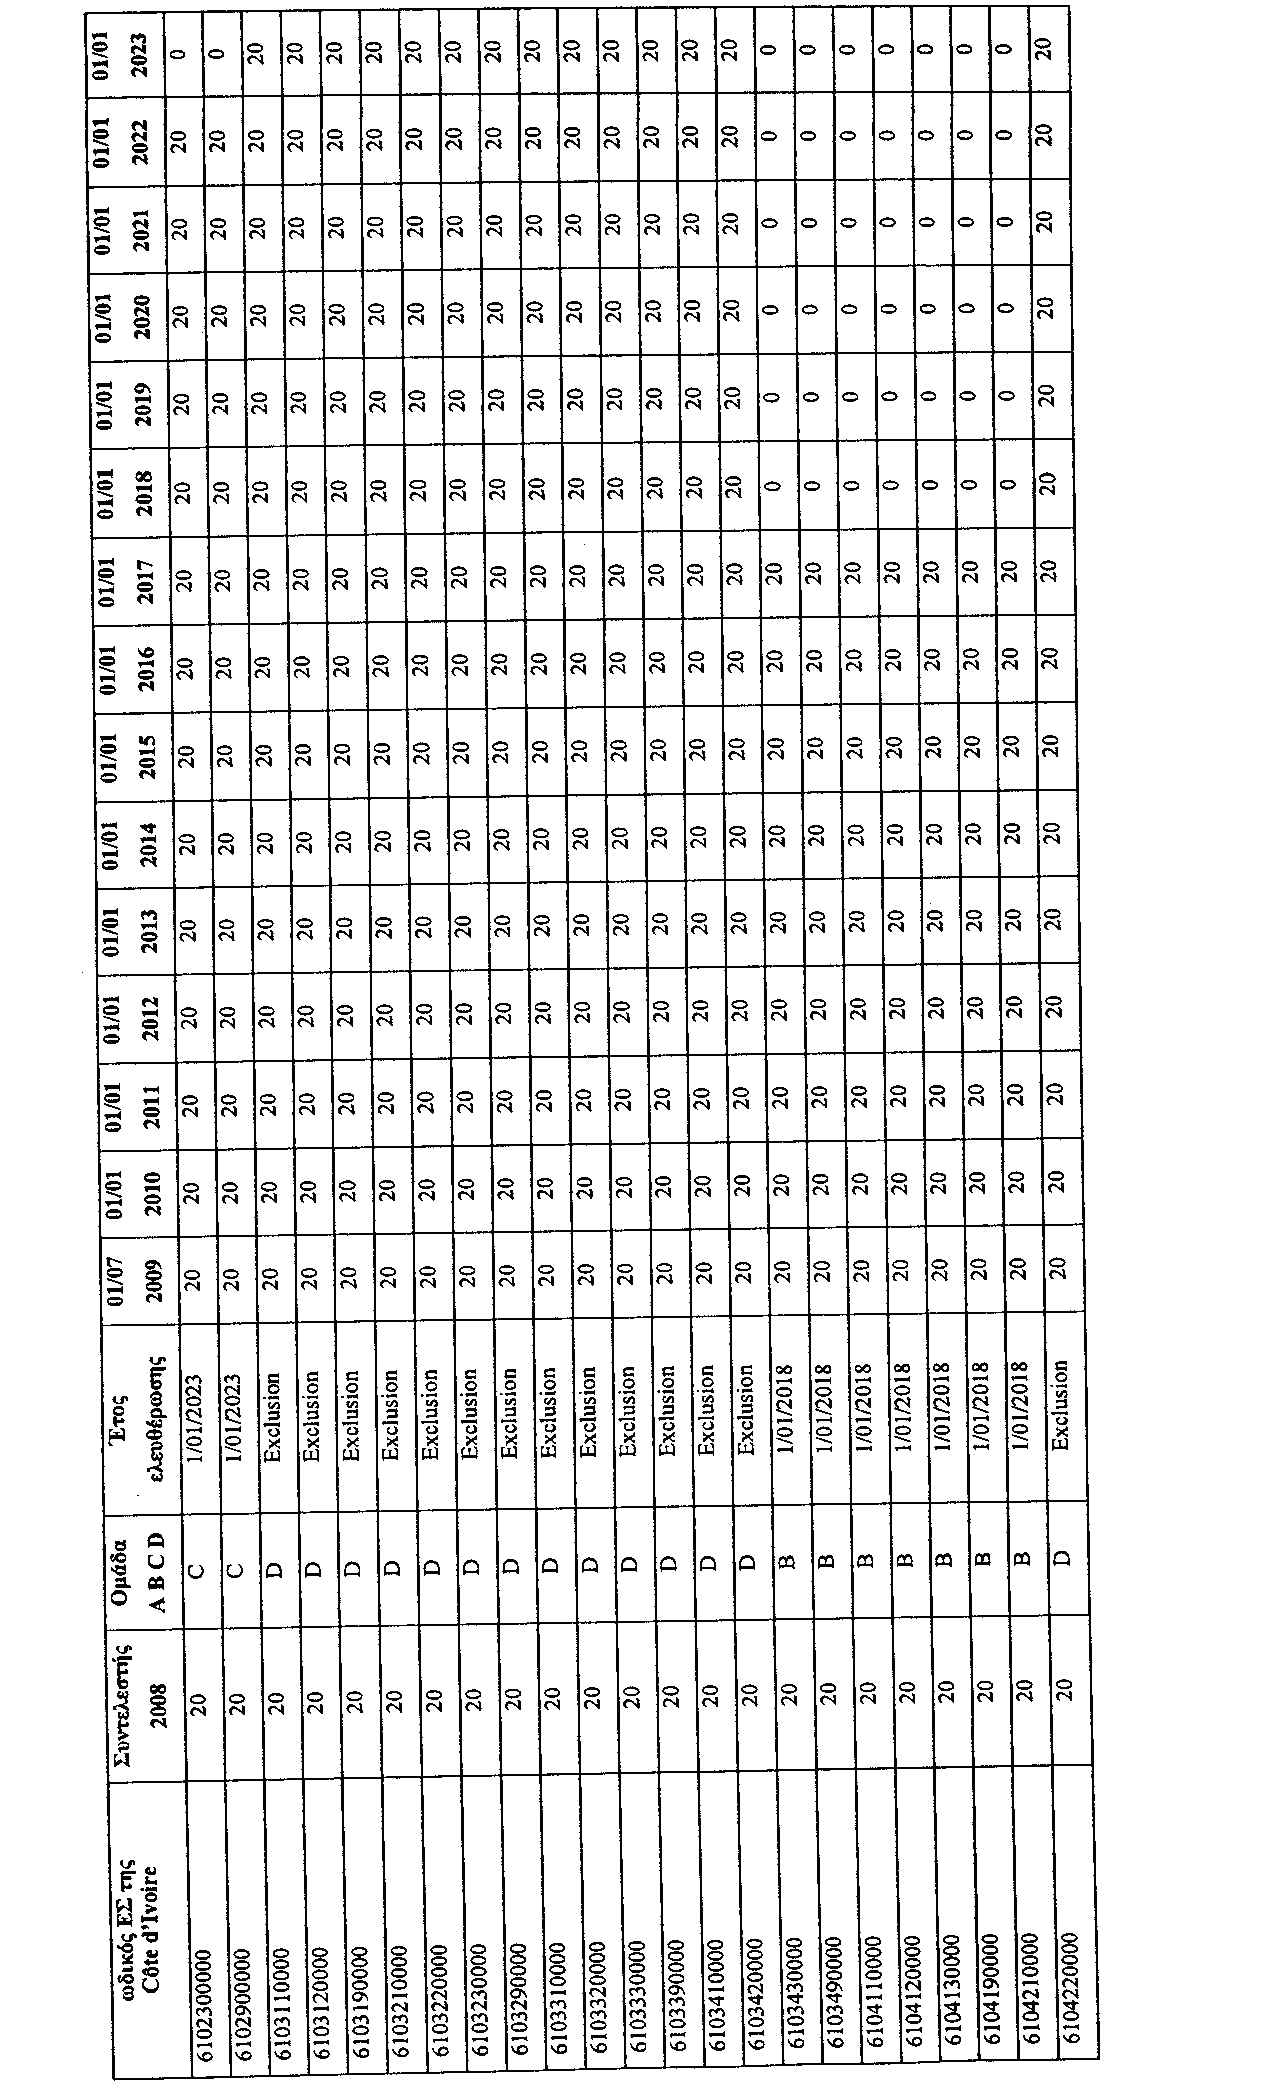 ωδικός ΕΣ της Συντελεστής Ομάδα Έτος 01/07 01/01 01/01 01/01 01/01 01/01 01/01 01/01 01/01 01/01 01/01 01/01 01/01 01/01 01/01
Côte d'Ivoire 2008 A B C D ελευθέρωσης 2009 2010 2011 2012 2013 2014 2015 2016 2017 2018 2019 2020 2021 2022 2023
6102300000 20 C 1/01/2023 20 20 20 20 20 20 20 20 20 20 20 20 20 20 0
6102900000 20 C 1/01/2023 20 20 20 20 20 20 20 20 20 20 20 20 20 20 0
6103110000 20 D Exclusion 20 20 20 20 20 20 20 20 20 20 20 20 20 20 20
6103120000 20 D Exclusion 20 20 20 20 20 20 20 20 20 20 20 20 20 20 20
6103190000 20 D Exclusion 20 20 20 20 20 20 20 20 20 20 20 20 20 20 20
6103210000 20 D Exclusion 20 20 20 20 20 20 20 20 20 20 20 20 20 20 20
6103220000 20 D Exclusion 20 20 20 20 20 20 20 20 20 20 20 20 20 20 20
6103230000 20 D Exclusion 20 20 20 20 20 20 20 20 20 20 20 20 20 20 20
6103290000 20 D Exclusion 20 20 20 20 20 20 20 20 20 20 20 20 20 20 20
6103310000 20 D Exclusion 20 20 20 20 20 20 20 20 20 20 20 20 20 20 20
6103320000 20 D Exclusion 20 20 20 20 20 20 20 20 20 20 20 20 20 20 20
6103330000 20 D Exclusion 20 20 20 20 20 20 20 20 20 20 20 20 20 20 20
6103390000 20 D Exclusion 20 20 20 20 20 20 20 20 20 20 20 20 20 20 20
6103410000 20 D Exclusion 20 20 20 20 20 20 20 20 20 20 20 20 20 20 20
6103420000 20 D Exclusion 20 20 20 20 20 20 20 20 20 20 20 20 20 20 20
6103430000 20 B 1/01/2018 20 20 20 20 20 20 20 20 20 0 0 0 0 0 0
6103490000 20 B 1/01/2018 20 20 20 20 20 20 20 20 20 0 0 0 0 0 0
6104110000 20 B 1/01/2018 20 20 20 20 20 20 20 20 20 0 0 0 0 0 0
6104120000 20 B 1/01/2018 20 20 20 20 20 20 20 20 20 0 0 0 0 0 0
6104130000 20 B 1/01/2018 20 20 20 20 20 20 20 20 20 0 0 0 0 0 0
6104190000 20 B 1/01/2018 20 20 20 20 20 20 20 20 20 0 0 0 0 0 0
6104210000 20 B 1/01/2018 20 20 20 20 20 20 20 20 20 0 0 0 0 0 0
6104220000 20 D Exclusion 20 20 20 20 20 20 20 20 20 20 20 20 20 20 20